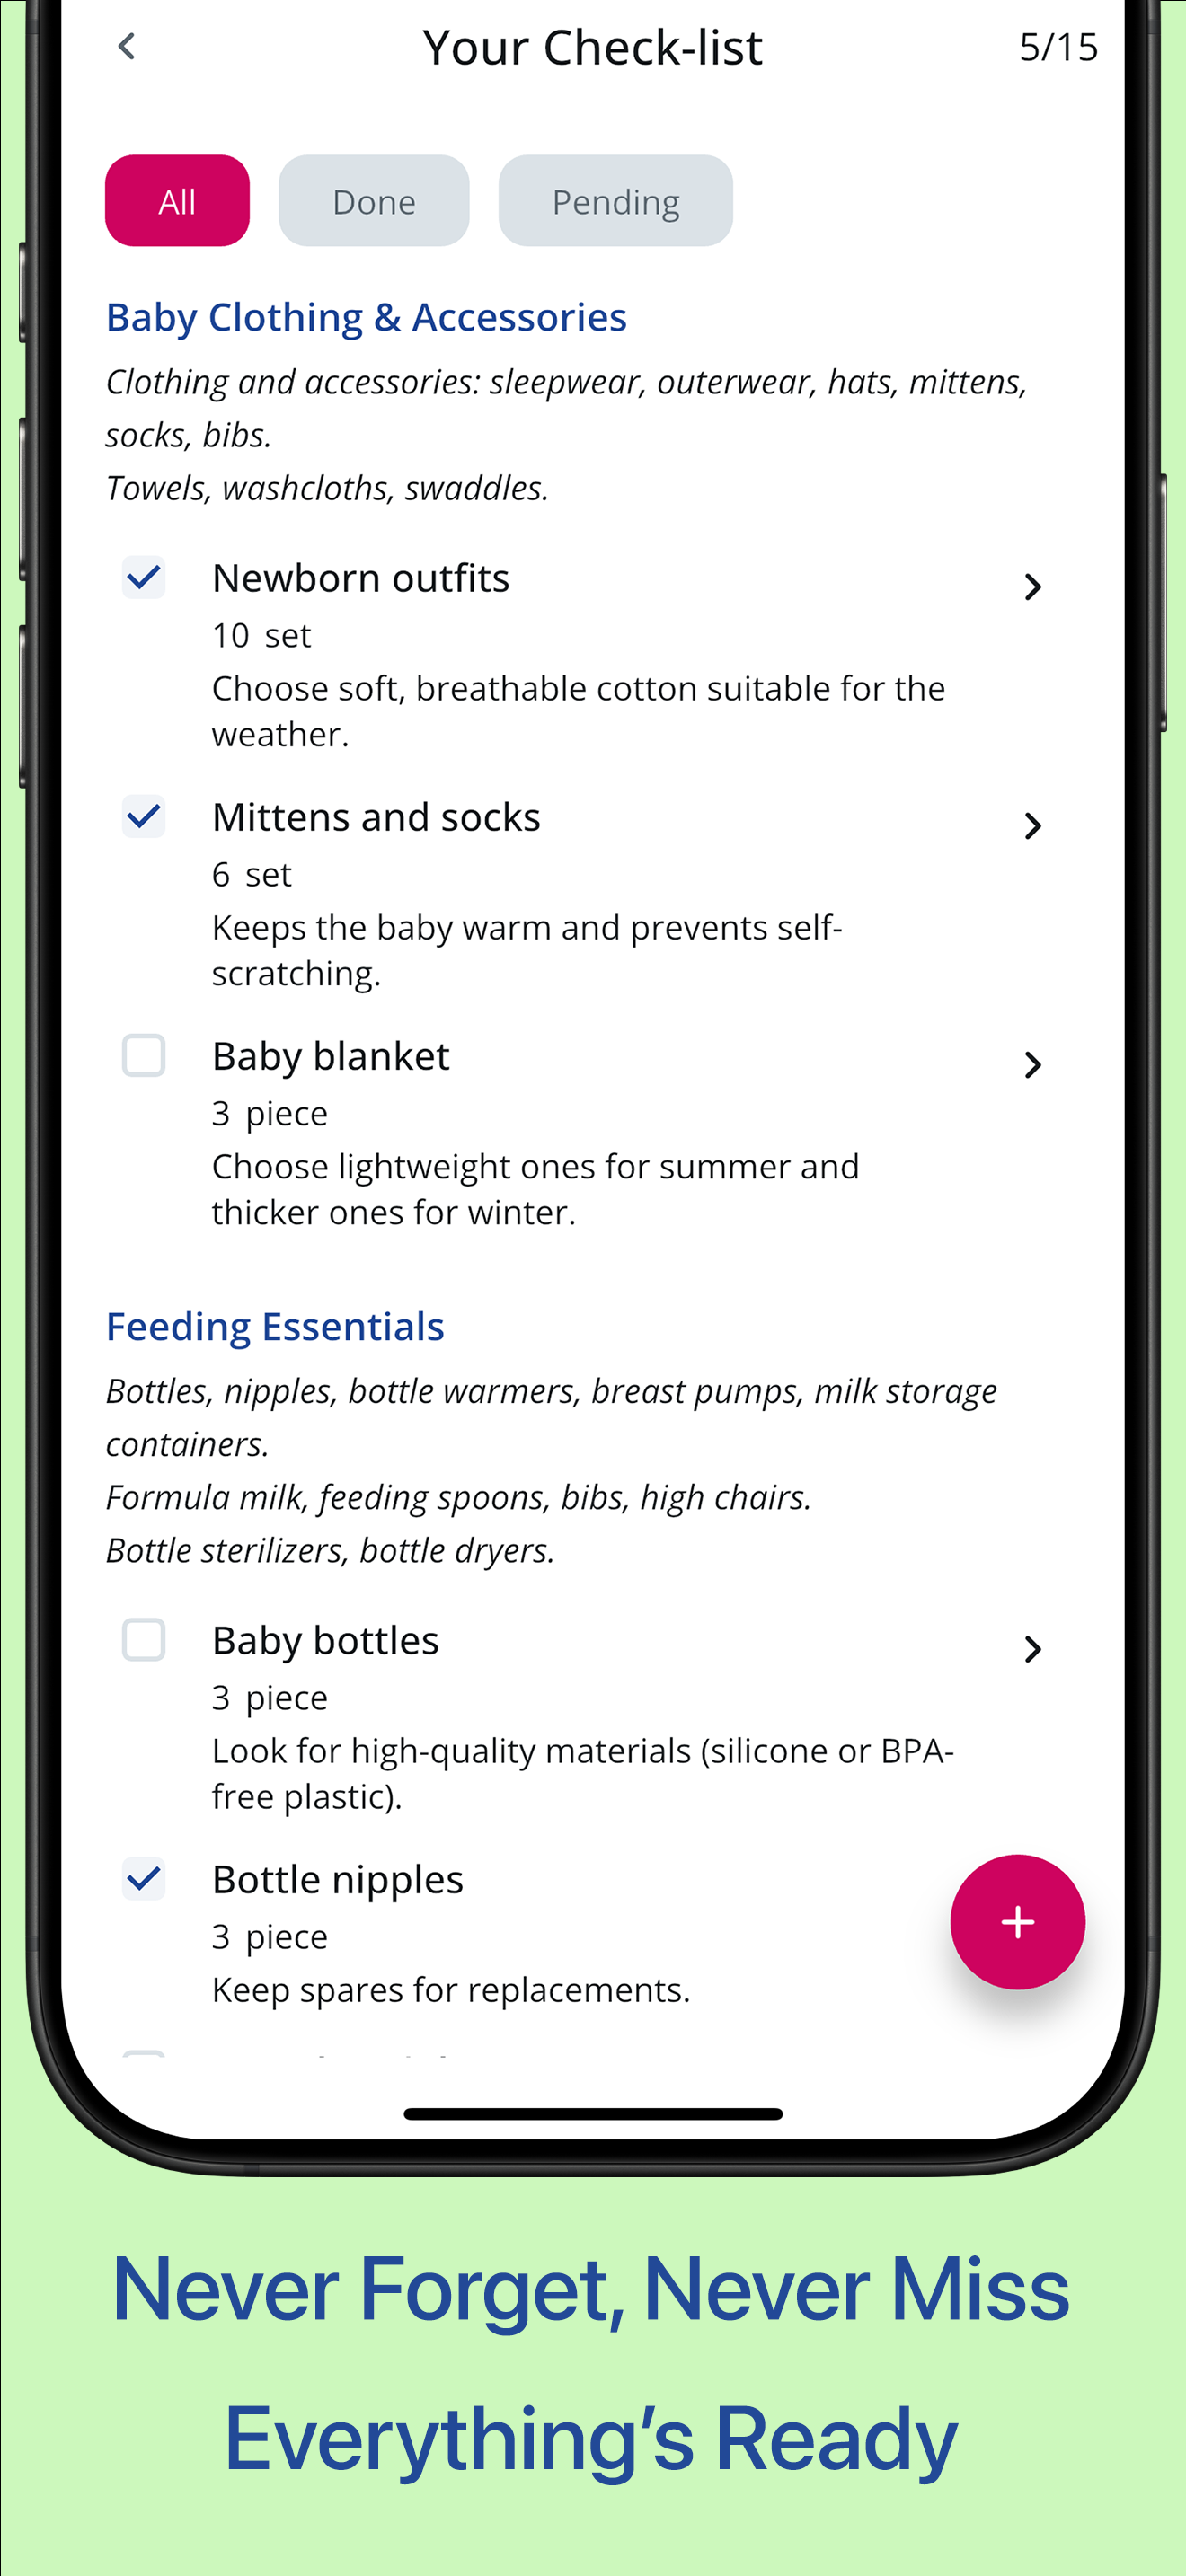 Your Check-list
5/15
All
Done
Pending
Baby Clothing & Accessories
Clothing and accessories: sleepwear, outerwear, hats, mittens,
socks, bibs.
Towels, washcloths, swaddles.
Newborn outfits
10 set
Choose soft, breathable cotton suitable for the
weather.
Mittens and socks
6 set
Keeps the baby warm and prevents self-
scratching.
Baby blanket
3 piece
Choose lightweight ones for summer and
thicker ones for winter.
Feeding Essentials
Bottles, nipples, bottle warmers, breast pumps, milk storage
containers.
Formula milk, feeding spoons, bibs, high chairs.
Bottle sterilizers, bottle dryers.
Baby bottles
3 piece
Look for high-quality materials (silicone or BPA-
free plastic).
Bottle nipples
3 piece
Keep spares for replacements.
Never Forget, Never Miss
Everything’s Ready